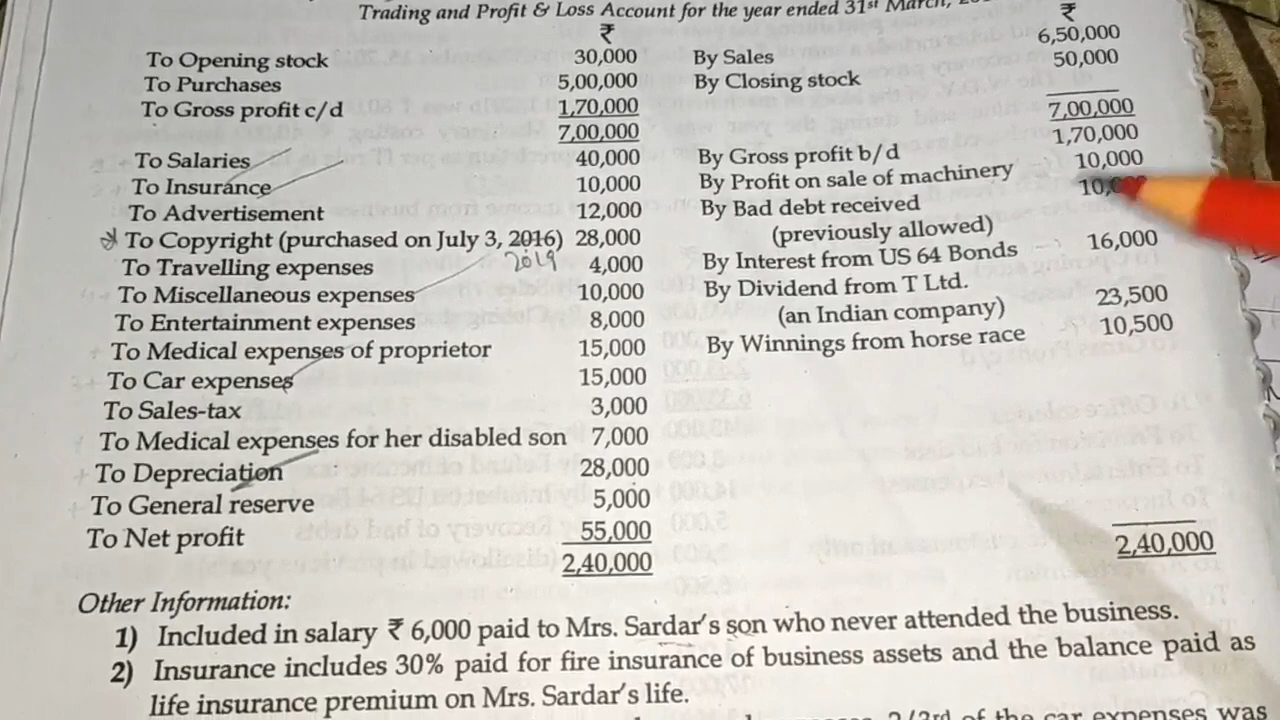 Trading and Profit & Loss Account for the year ended 31st March,
₹ ₹
To Opening stock 30,000 By Sales 6,50,000
To Purchases 5,00,000 By Closing stock 50,000
To Gross profit c/d 1,70,000
7,00,000 7,00,000
To Salaries 40,000 By Gross profit b/d 1,70,000
To Insurance 10,000 By Profit on sale of machinery 10,000
To Advertisement 12,000 By Bad debt received
To Copyright (purchased on July 3, 2016) 28,000 (previously allowed)
2019
To Travelling expenses 4,000 By Interest from US 64 Bonds 16,000
To Miscellaneous expenses 10,000 By Dividend from T Ltd.
To Entertainment expenses 8,000 (an Indian company) 23,500
To Medical expenses of proprietor 15,000 By Winnings from horse race 10,500
To Car expenses 15,000
To Sales-tax 3,000
To Medical expenses for her disabled son 7,000
To Depreciation 28,000
To General reserve 5,000
To Net profit 55,000
2,40,000 2,40,000
Other Information:
1) Included in salary ₹ 6,000 paid to Mrs. Sardar's son who never attended the business.
2) Insurance includes 30% paid for fire insurance of business assets and the balance paid as
life insurance premium on Mrs. Sardar's life.
2/3rd of the car expenses was